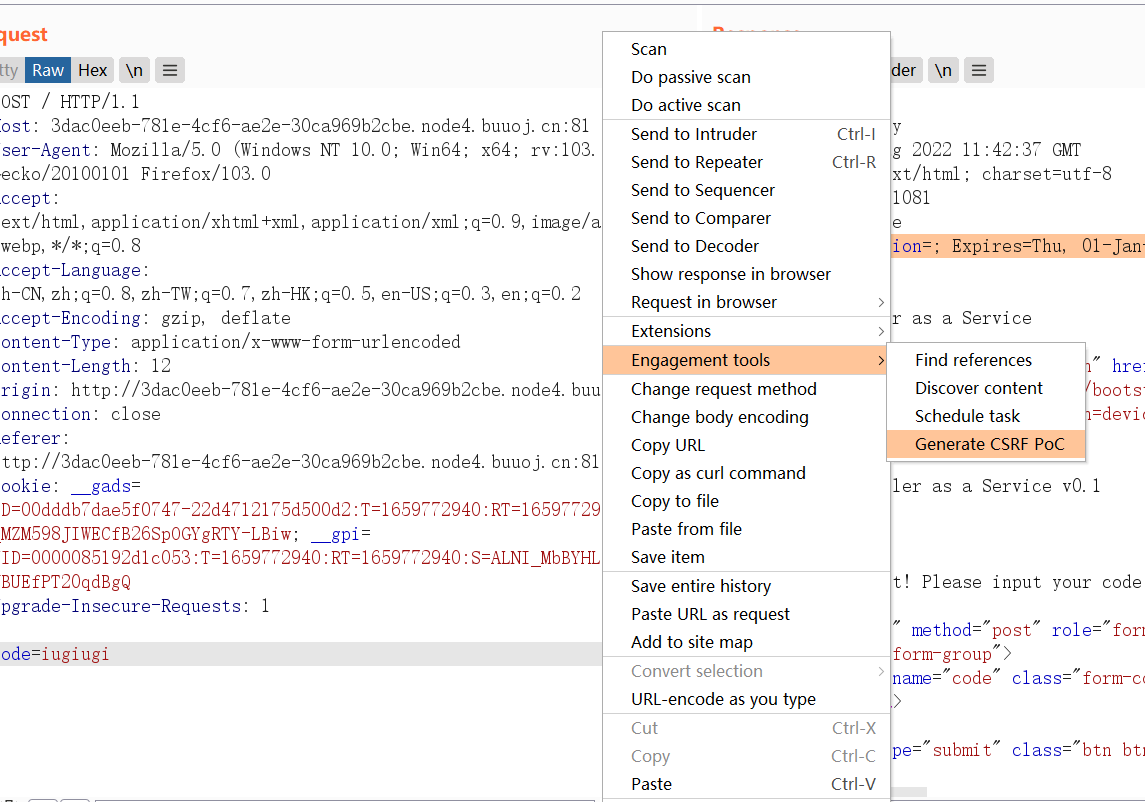 quest
tty Raw Hex \n
OST / HTTP/1.1
ost: 3dac0eeb-781e-4cf6-ae2e-30ca969b2cbe.node4.buuoj.cn:81
ser-Agent: Mozilla/5.0 (Windows NT 10.0; Win64; x64; rv:103.
ecko/20100101 Firefox/103.0
ccept:
ext/html,application/xhtml+xml,application/xml;q=0.9,image/a
webp,*/*;q=0.8
ccept-Language:
h-CN,zh;q=0.8,zh-TW;q=0.7,zh-HK;q=0.5,en-US;q=0.3,en;q=0.2
ccept-Encoding: gzip, deflate
ontent-Type: application/x-www-form-urlencoded
ontent-Length: 12
rigin: http://3dac0eeb-781e-4cf6-ae2e-30ca969b2cbe.node4.buu
onnection: close
eferer:
ttp://3dac0eeb-781e-4cf6-ae2e-30ca969b2cbe.node4.buuoj.cn:81
ookie: __gads=
D=00dddb7dae5f0747-22d4712175d500d2:T=1659772940:RT=16597729
MZM598JIWECfB26SpOGYgRTY-LBiw; __gpi=
ID=0000085192d1c053:T=1659772940:RT=1659772940:S=ALNI_MbBYHL
BUEfPT20qdBgQ
pgrade-Insecure-Requests: 1
ode=iugiugi
Scan
Do passive scan
Do active scan
Send to Intruder Ctrl-I
Send to Repeater Ctrl-R
Send to Sequencer
Send to Comparer
Send to Decoder
Show response in browser
Request in browser
Extensions
Engagement tools
Change request method
Change body encoding
Copy URL
Copy as curl command
Copy to file
Paste from file
Save item
Save entire history
Paste URL as request
Add to site map
Convert selection
URL-encode as you type
Cut Ctrl-X
Copy Ctrl-C
Paste Ctrl-V
Find references
Discover content
Schedule task
Generate CSRF PoC
der \n
y
g 2022 11:42:37 GMT
xt/html; charset=utf-8
1081
e
ion=; Expires=Thu, 01-Jan
r as a Service
" hre
/boots
=devic
ler as a Service v0.1
t! Please input your code
" method="post" role="for
form-group">
name="code" class="form-co
>
pe="submit" class="btn btn